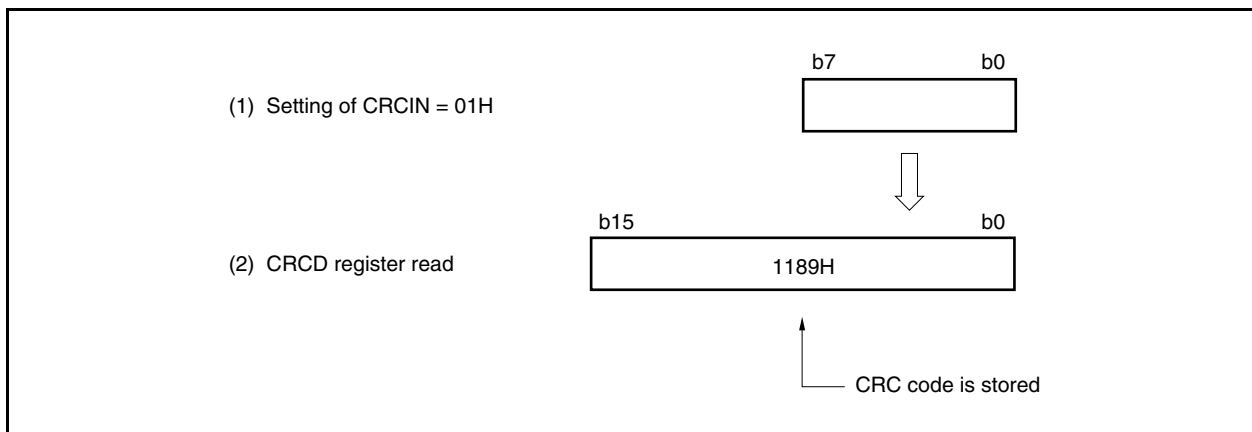 b7 b0
(1) Setting of CRCIN = 01H
b15 b0
(2) CRCD register read 1189H
CRC code is stored